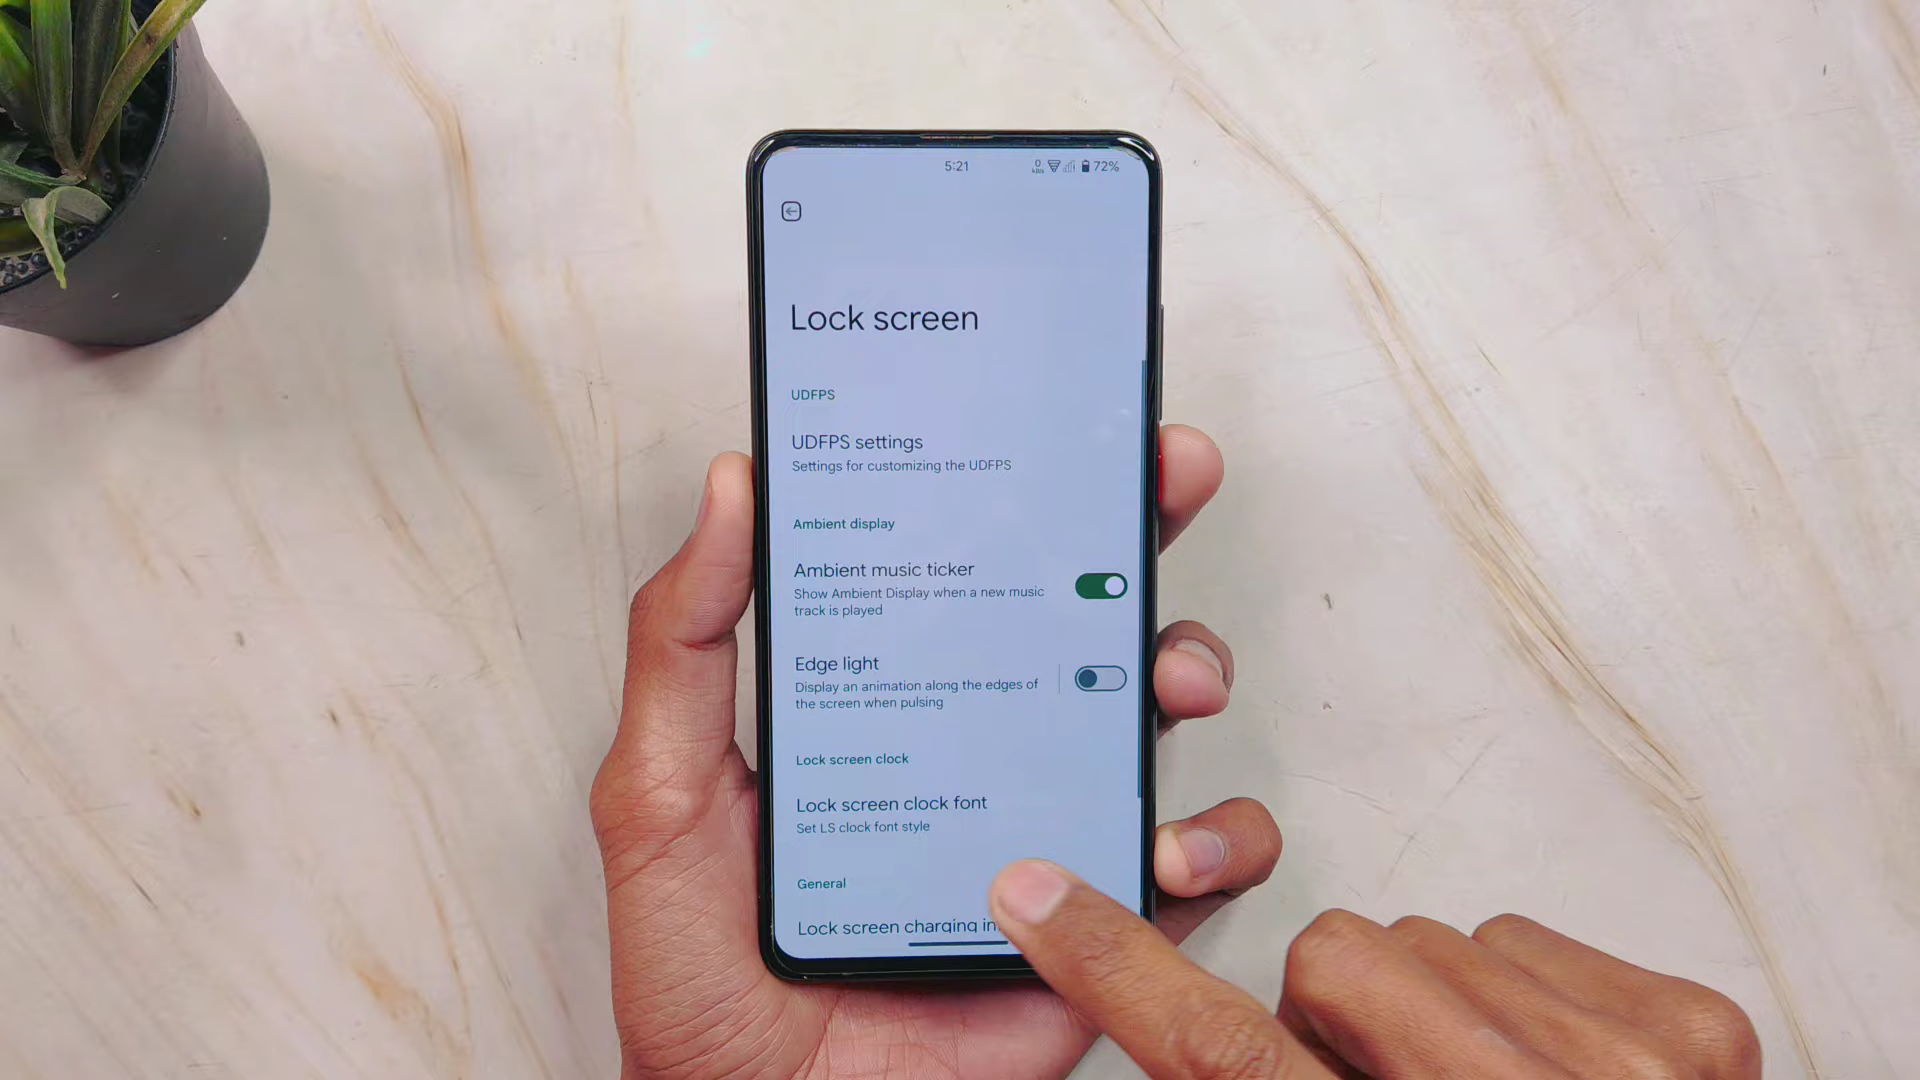 5:21
0
KB/s
72%
Lock screen
UDFPS
UDFPS settings
Settings for customizing the UDFPS
Ambient display
Ambient music ticker
Show Ambient Display when a new music
track is played
Edge light
Display an animation along the edges of
the screen when pulsing
Lock screen clock
Lock screen clock font
Set LS clock font style
General
Lock screen charging